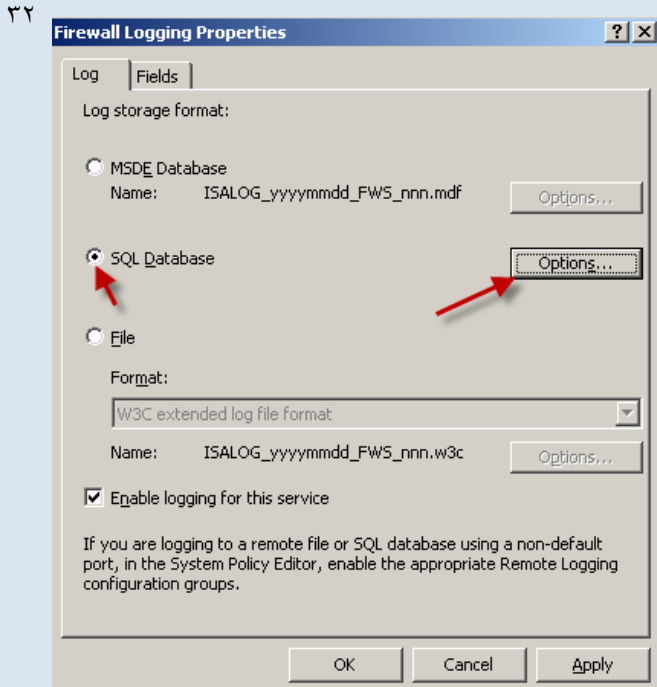 ۳۲
Firewall Logging Properties
Log Fields
Log storage format:
MSDE Database
Name: ISALOG_yyyymmdd_FWS_nnn.mdf Options...
SQL Database Options...
File
Format:
W3C extended log file format
Name: ISALOG_yyyymmdd_FWS_nnn.w3c Options...
Enable logging for this service
If you are logging to a remote file or SQL database using a non-default
port, in the System Policy Editor, enable the appropriate Remote Logging
configuration groups.
OK Cancel Apply